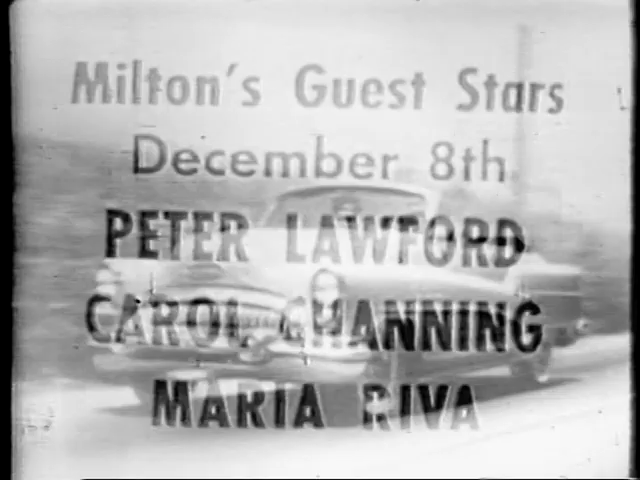 Milton's Guest Stars
December 8th
PETER LAWFORD
CAROL CHANNING
MARIA RIVA